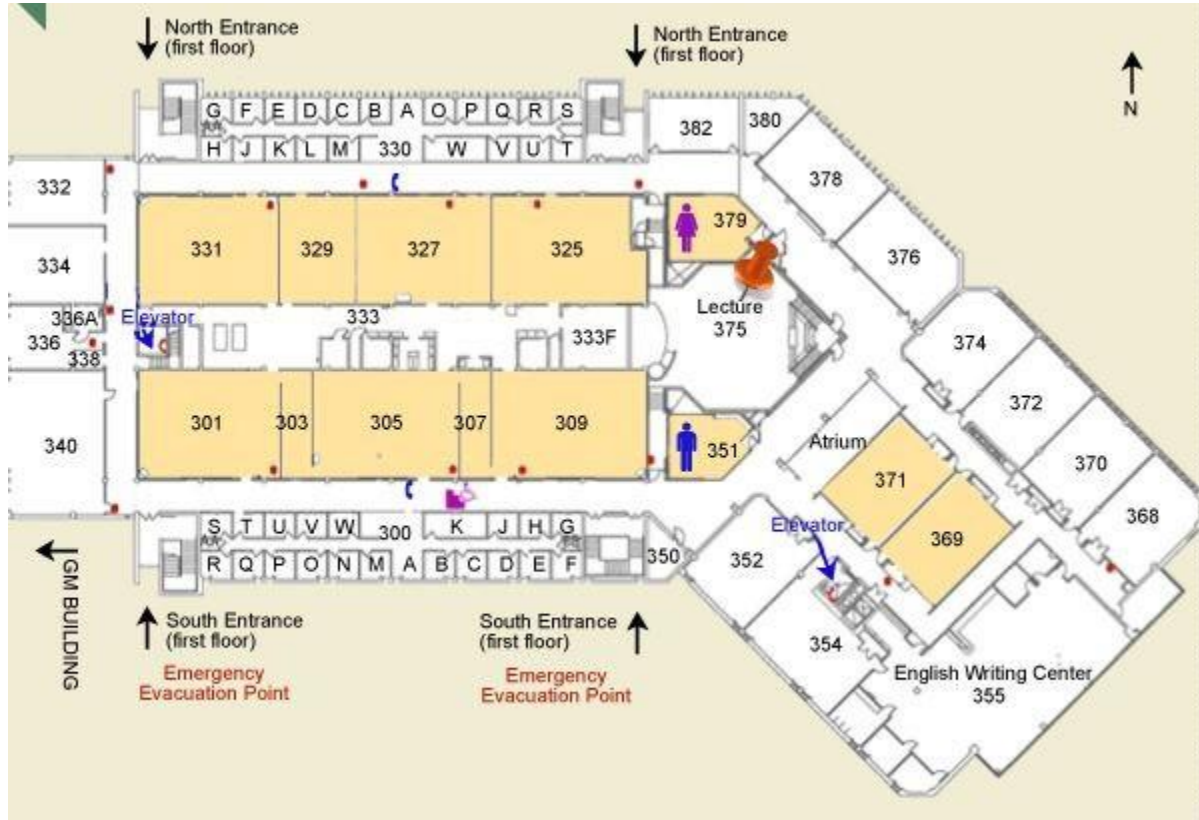 North Entrance
(first floor)
North Entrance
(first floor)
N
G F E D C B A O P Q R S
AA
H J K L M 330 W V U T
382
380
378
376
332
334
336A
336
338
340
331
329
327
325
379
Elevator
333
333F
Lecture
375
374
372
370
368
301
303
305
307
309
351
Atrium
371
369
Elevator
S T U V W 300 K J H G
AA
R Q P O N M A B C D E F
350
352
354
English Writing Center
355
GM BUILDING
South Entrance
(first floor)
Emergency
Evacuation Point
South Entrance
(first floor)
Emergency
Evacuation Point